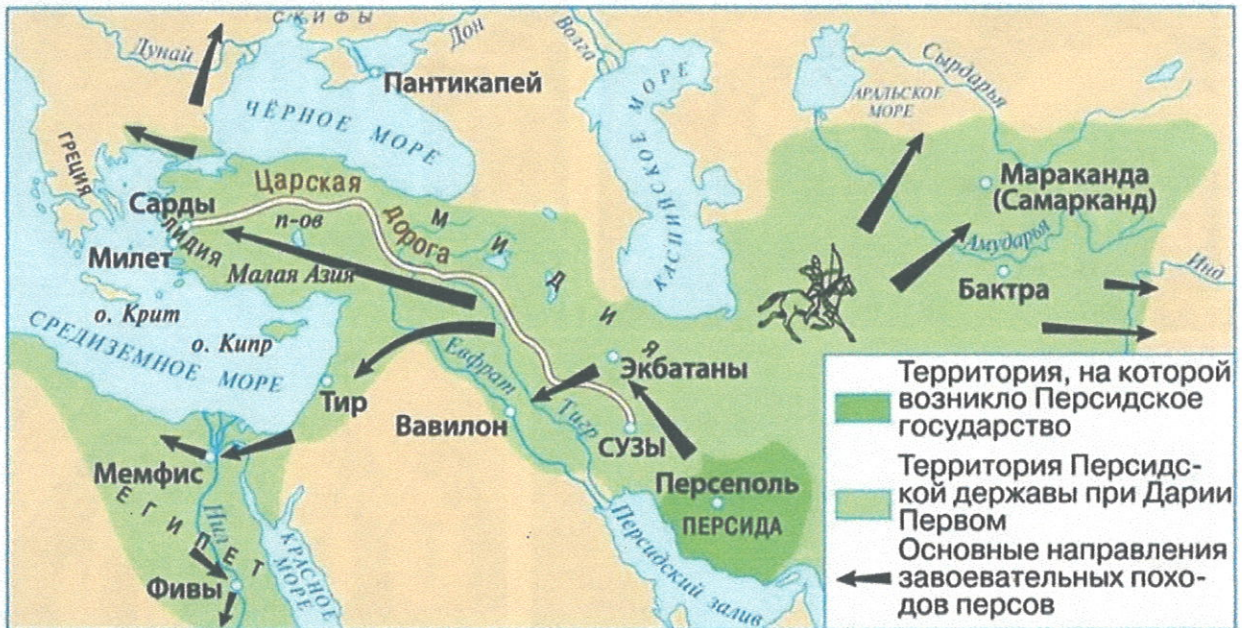 СКИФЫ
Дунай
Дон
Волга
Пантикапей
ЧЁРНОЕ МОРЕ
КАСПИЙСКОЕ МОРЕ
АРАЛЬСКОЕ
МОРЕ
Сырдарья
ГРЕЦИЯ
Царская
дорога
Сарды
ЛИДИЯ
Милет
п-ов
Малая Азия
МИДИЯ
Мараканда
(Самарканд)
Амударья
Бактра
Инд
о. Крит
о. Кипр
СРЕДИЗЕМНОЕ МОРЕ
Тир
Евфрат
Тигр
Вавилон
Экбатаны
СУЗЫ
Персеполь
ПЕРСИДА
Персидский залив
Мемфис
ЕГИПЕТ
Нил
КРАСНОЕ
МОРЕ
Фивы
Территория, на которой
возникло Персидское
государство
Территория Персидс-
кой державы при Дарии
Первом
Основные направления
завоевательных похо-
дов персов